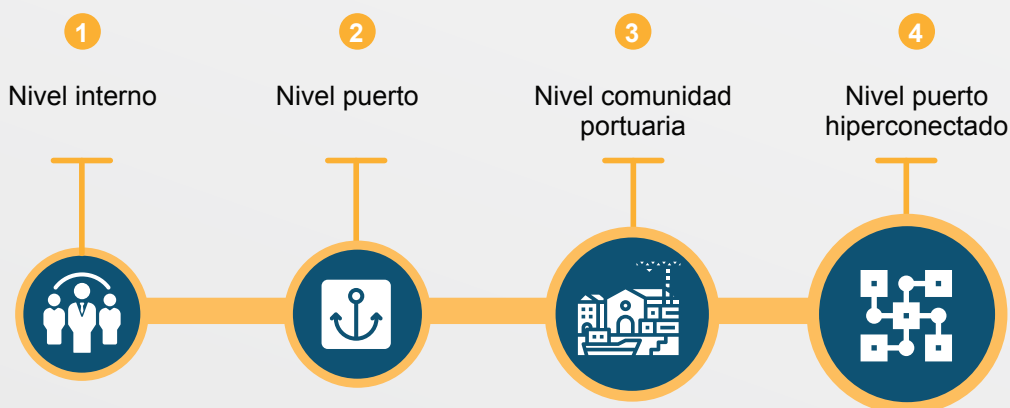 1
Nivel interno
2
Nivel puerto
3
Nivel comunidad
portuaria
4
Nivel puerto
hiperconectado